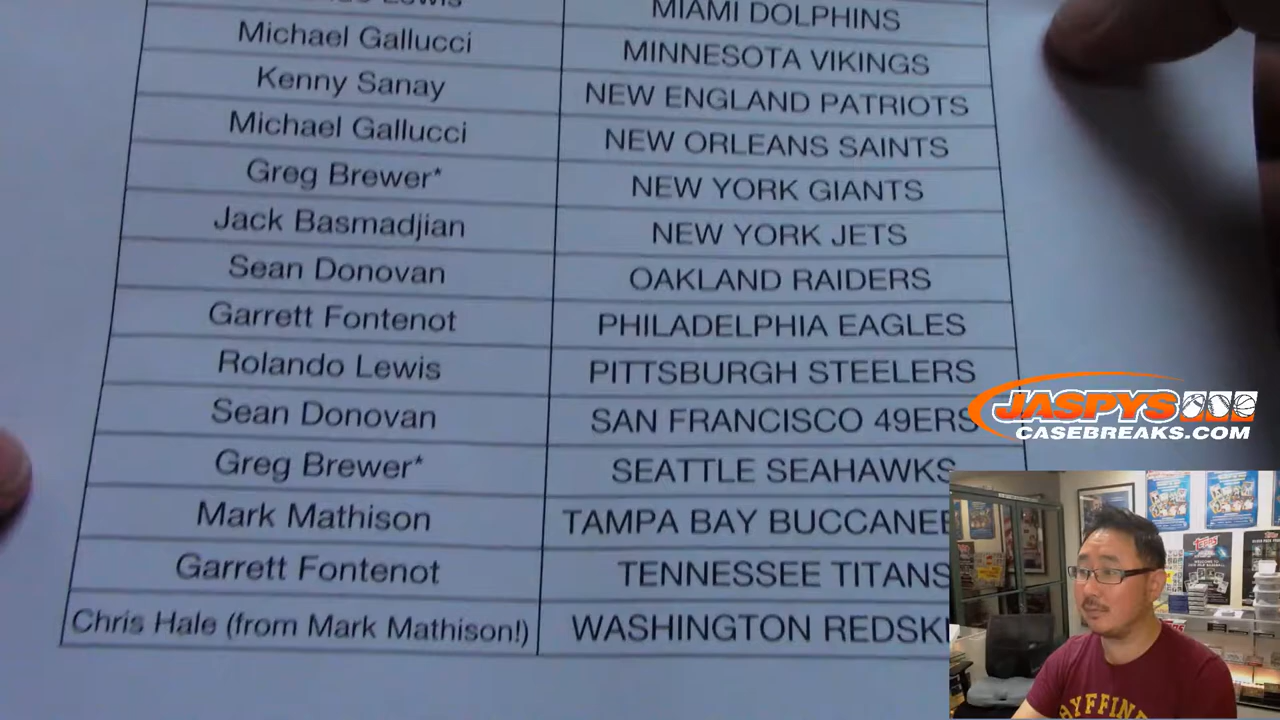 Lewis
MIAMI DOLPHINS
Michael Gallucci
MINNESOTA VIKINGS
Kenny Sanay
NEW ENGLAND PATRIOTS
Michael Gallucci
NEW ORLEANS SAINTS
Greg Brewer*
NEW YORK GIANTS
Jack Basmadjian
NEW YORK JETS
Sean Donovan
OAKLAND RAIDERS
Garrett Fontenot
PHILADELPHIA EAGLES
Rolando Lewis
PITTSBURGH STEELERS
Sean Donovan
SAN FRANCISCO 49ERS
Greg Brewer*
SEATTLE SEAHAWKS
Mark Mathison
TAMPA BAY BUCCANEE
Garrett Fontenot
TENNESSEE TITANS
Chris Hale (from Mark Mathison!)
WASHINGTON REDSK
JASPYS
CASEBREAKS.COM
Topps